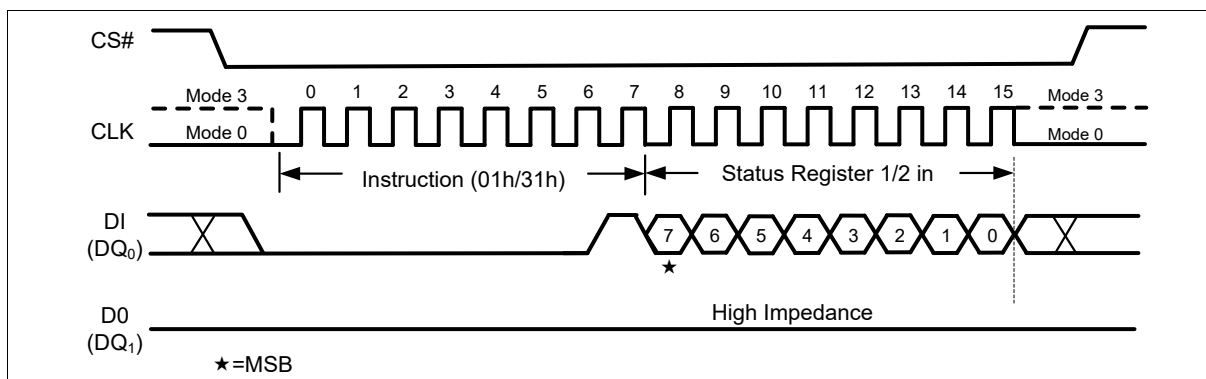 CS#
Mode 3 0 1 2 3 4 5 6 7 8 9 10 11 12 13 14 15 Mode 3
CLK Mode 0 Mode 0
Instruction (01h/31h) Status Register 1/2 in
DI
(DQ₀) 7 6 5 4 3 2 1 0
★
D0 High Impedance
(DQ₁)
★=MSB